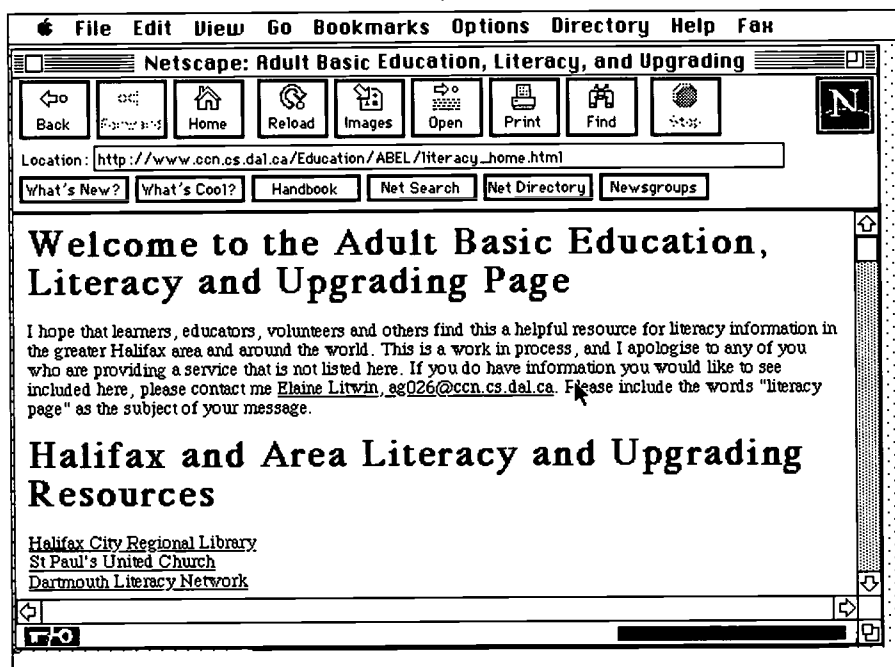 File Edit View Go Bookmarks Options Directory Help Fax
Netscape: Adult Basic Education, Literacy, and Upgrading
Back Forward Home Reload Images Open Print Find Stop
N
Location: http://www.ccn.cs.dal.ca/Education/ABEL/literacy_home.html
What's New? What's Cool? Handbook Net Search Net Directory Newsgroups
Welcome to the Adult Basic Education,
Literacy and Upgrading Page
I hope that learners, educators, volunteers and others find this a helpful resource for literacy information in
the greater Halifax area and around the world. This is a work in process, and I apologise to any of you
who are providing a service that is not listed here. If you do have information you would like to see
included here, please contact me Elaine Litwin, ag026@ccn.cs.dal.ca. Please include the words "literacy
page" as the subject of your message.
Halifax and Area Literacy and Upgrading
Resources
Halifax City Regional Library
St Paul's United Church
Dartmouth Literacy Network